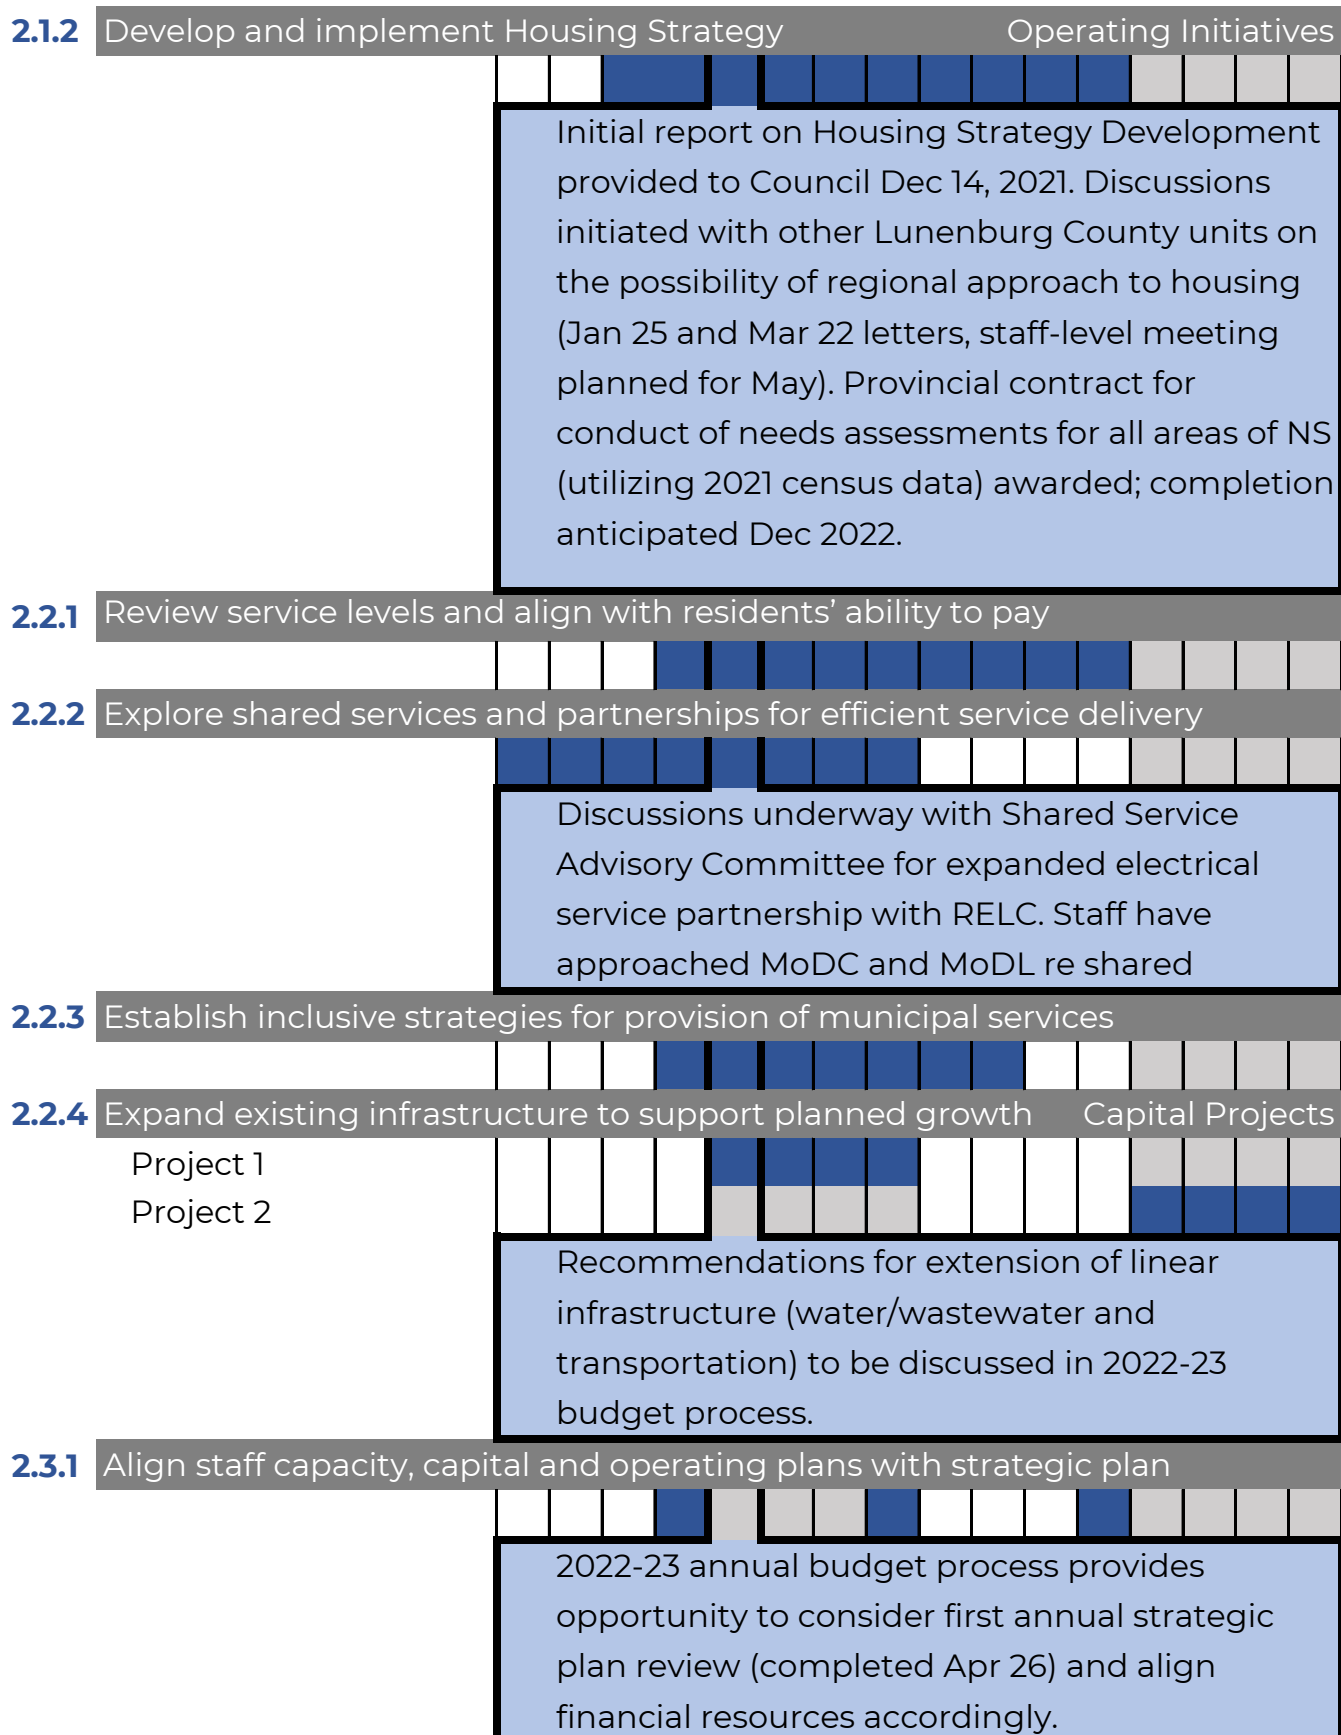 2.1.2 Develop and implement Housing Strategy Operating Initiatives
Initial report on Housing Strategy Development
provided to Council Dec 14, 2021. Discussions
initiated with other Lunenburg County units on
the possibility of regional approach to housing
(Jan 25 and Mar 22 letters, staff-level meeting
planned for May). Provincial contract for
conduct of needs assessments for all areas of NS
(utilizing 2021 census data) awarded; completion
anticipated Dec 2022.
2.2.1 Review service levels and align with residents’ ability to pay
2.2.2 Explore shared services and partnerships for efficient service delivery
Discussions underway with Shared Service
Advisory Committee for expanded electrical
service partnership with RELC. Staff have
approached MoDC and MoDL re shared
2.2.3 Establish inclusive strategies for provision of municipal services
2.2.4 Expand existing infrastructure to support planned growth Capital Projects
Project 1
Project 2
Recommendations for extension of linear
infrastructure (water/wastewater and
transportation) to be discussed in 2022-23
budget process.
2.3.1 Align staff capacity, capital and operating plans with strategic plan
2022-23 annual budget process provides
opportunity to consider first annual strategic
plan review (completed Apr 26) and align
financial resources accordingly.